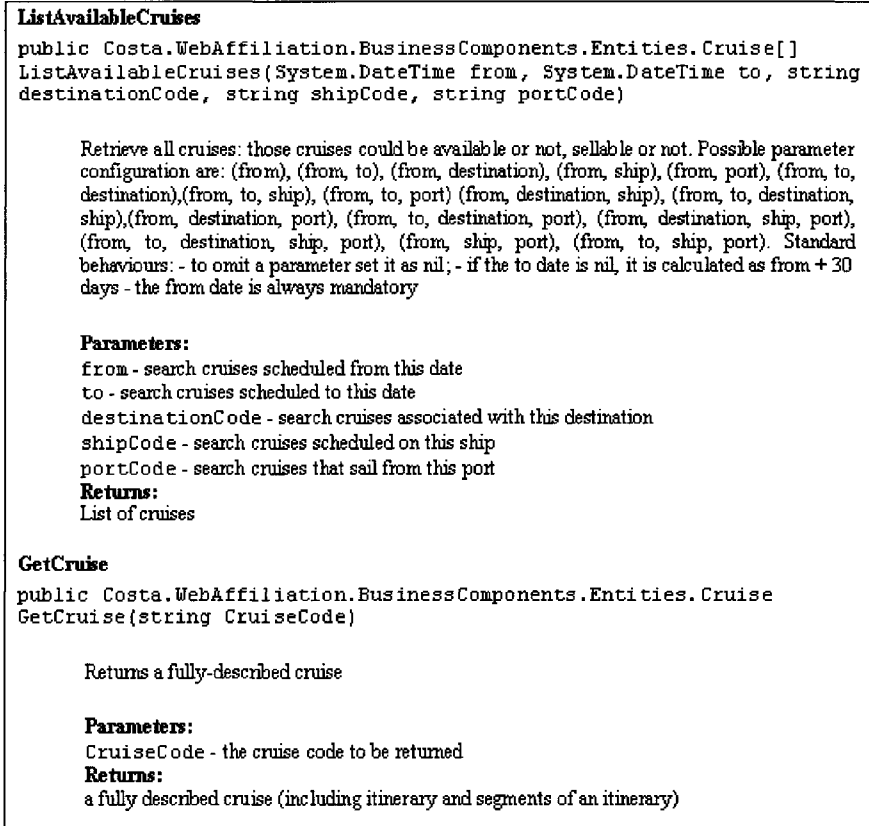 ListAvailableCruises
public Costa.WebAffiliation.BusinessComponents.Entities.Cruise[]
ListAvailableCruises(System.DateTime from, System.DateTime to, string
destinationCode, string shipCode, string portCode)
Retrieve all cruises: those cruises could be available or not, sellable or not. Possible parameter
configuration are: (from), (from, to), (from, destination), (from, ship), (from, port), (from, to,
destination),(from, to, ship), (from, to, port) (from, destination, ship), (from, to, destination,
ship),(from, destination, port), (from, to, destination, port), (from, destination, ship, port),
(from, to, destination, ship, port), (from, ship, port), (from, to, ship, port). Standard
behaviours: - to omit a parameter set it as nil; - if the to date is nil, it is calculated as from + 30
days - the from date is always mandatory
Parameters:
from - search cruises scheduled from this date
to - search cruises scheduled to this date
destinationCode - search cruises associated with this destination
shipCode - search cruises scheduled on this ship
portCode - search cruises that sail from this port
Returns:
List of cruises
GetCruise
public Costa.WebAffiliation.BusinessComponents.Entities.Cruise
GetCruise(string CruiseCode)
Returns a fully-described cruise
Parameters:
CruiseCode - the cruise code to be returned
Returns:
a fully described cruise (including itinerary and segments of an itinerary)